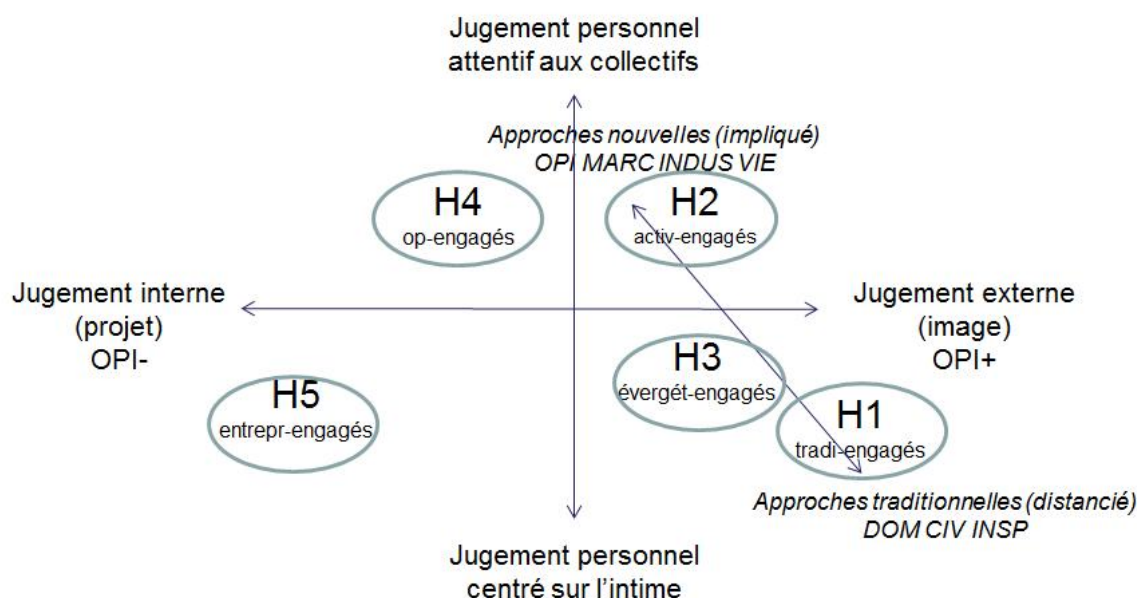 Jugement personnel
attentif aux collectifs
Approches nouvelles (impliqué)
OPI MARC INDUS VIE
H4
op-engagés
H2
activ-engagés
Jugement interne
(projet)
OPI-
Jugement externe
(image)
OPI+
H3
évergét-engagés
H5
entrepr-engagés
H1
tradi-engagés
Approches traditionnelles (distancié)
DOM CIV INSP
Jugement personnel
centré sur l'intime